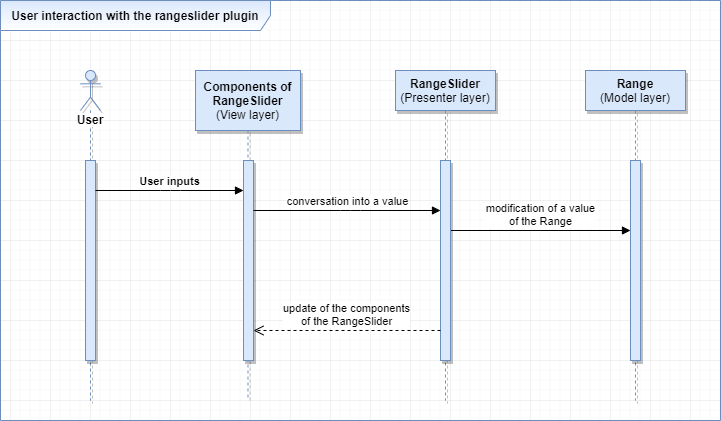 User interaction with the rangeslider plugin
User
Components of
RangeSlider
(View layer)
RangeSlider
(Presenter layer)
Range
(Model layer)
User inputs
conversation into a value
modification of a value
of the Range
update of the components
of the RangeSlider